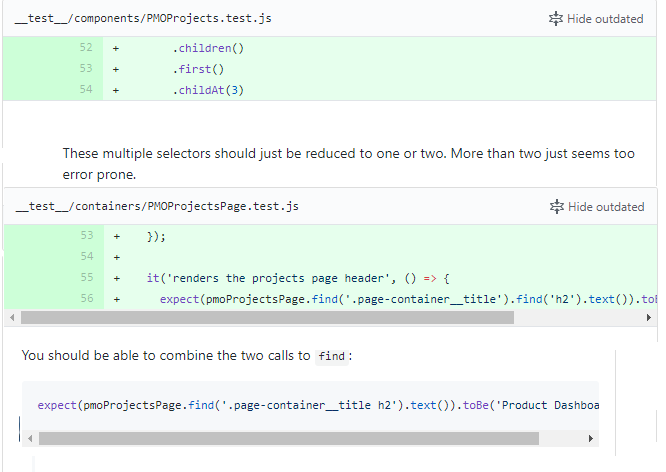 __test__/components/PMOProjects.test.js Hide outdated
52 + .children()
53 + .first()
54 + .childAt(3)
These multiple selectors should just be reduced to one or two. More than two just seems too
error prone.
__test__/containers/PMOProjectsPage.test.js Hide outdated
53 + });
54 +
55 + it('renders the projects page header', () => {
56 + expect(pmoProjectsPage.find('.page-container__title').find('h2').text()).toB
You should be able to combine the two calls to find:
expect(pmoProjectsPage.find('.page-container__title h2').text()).toBe('Product Dashboa